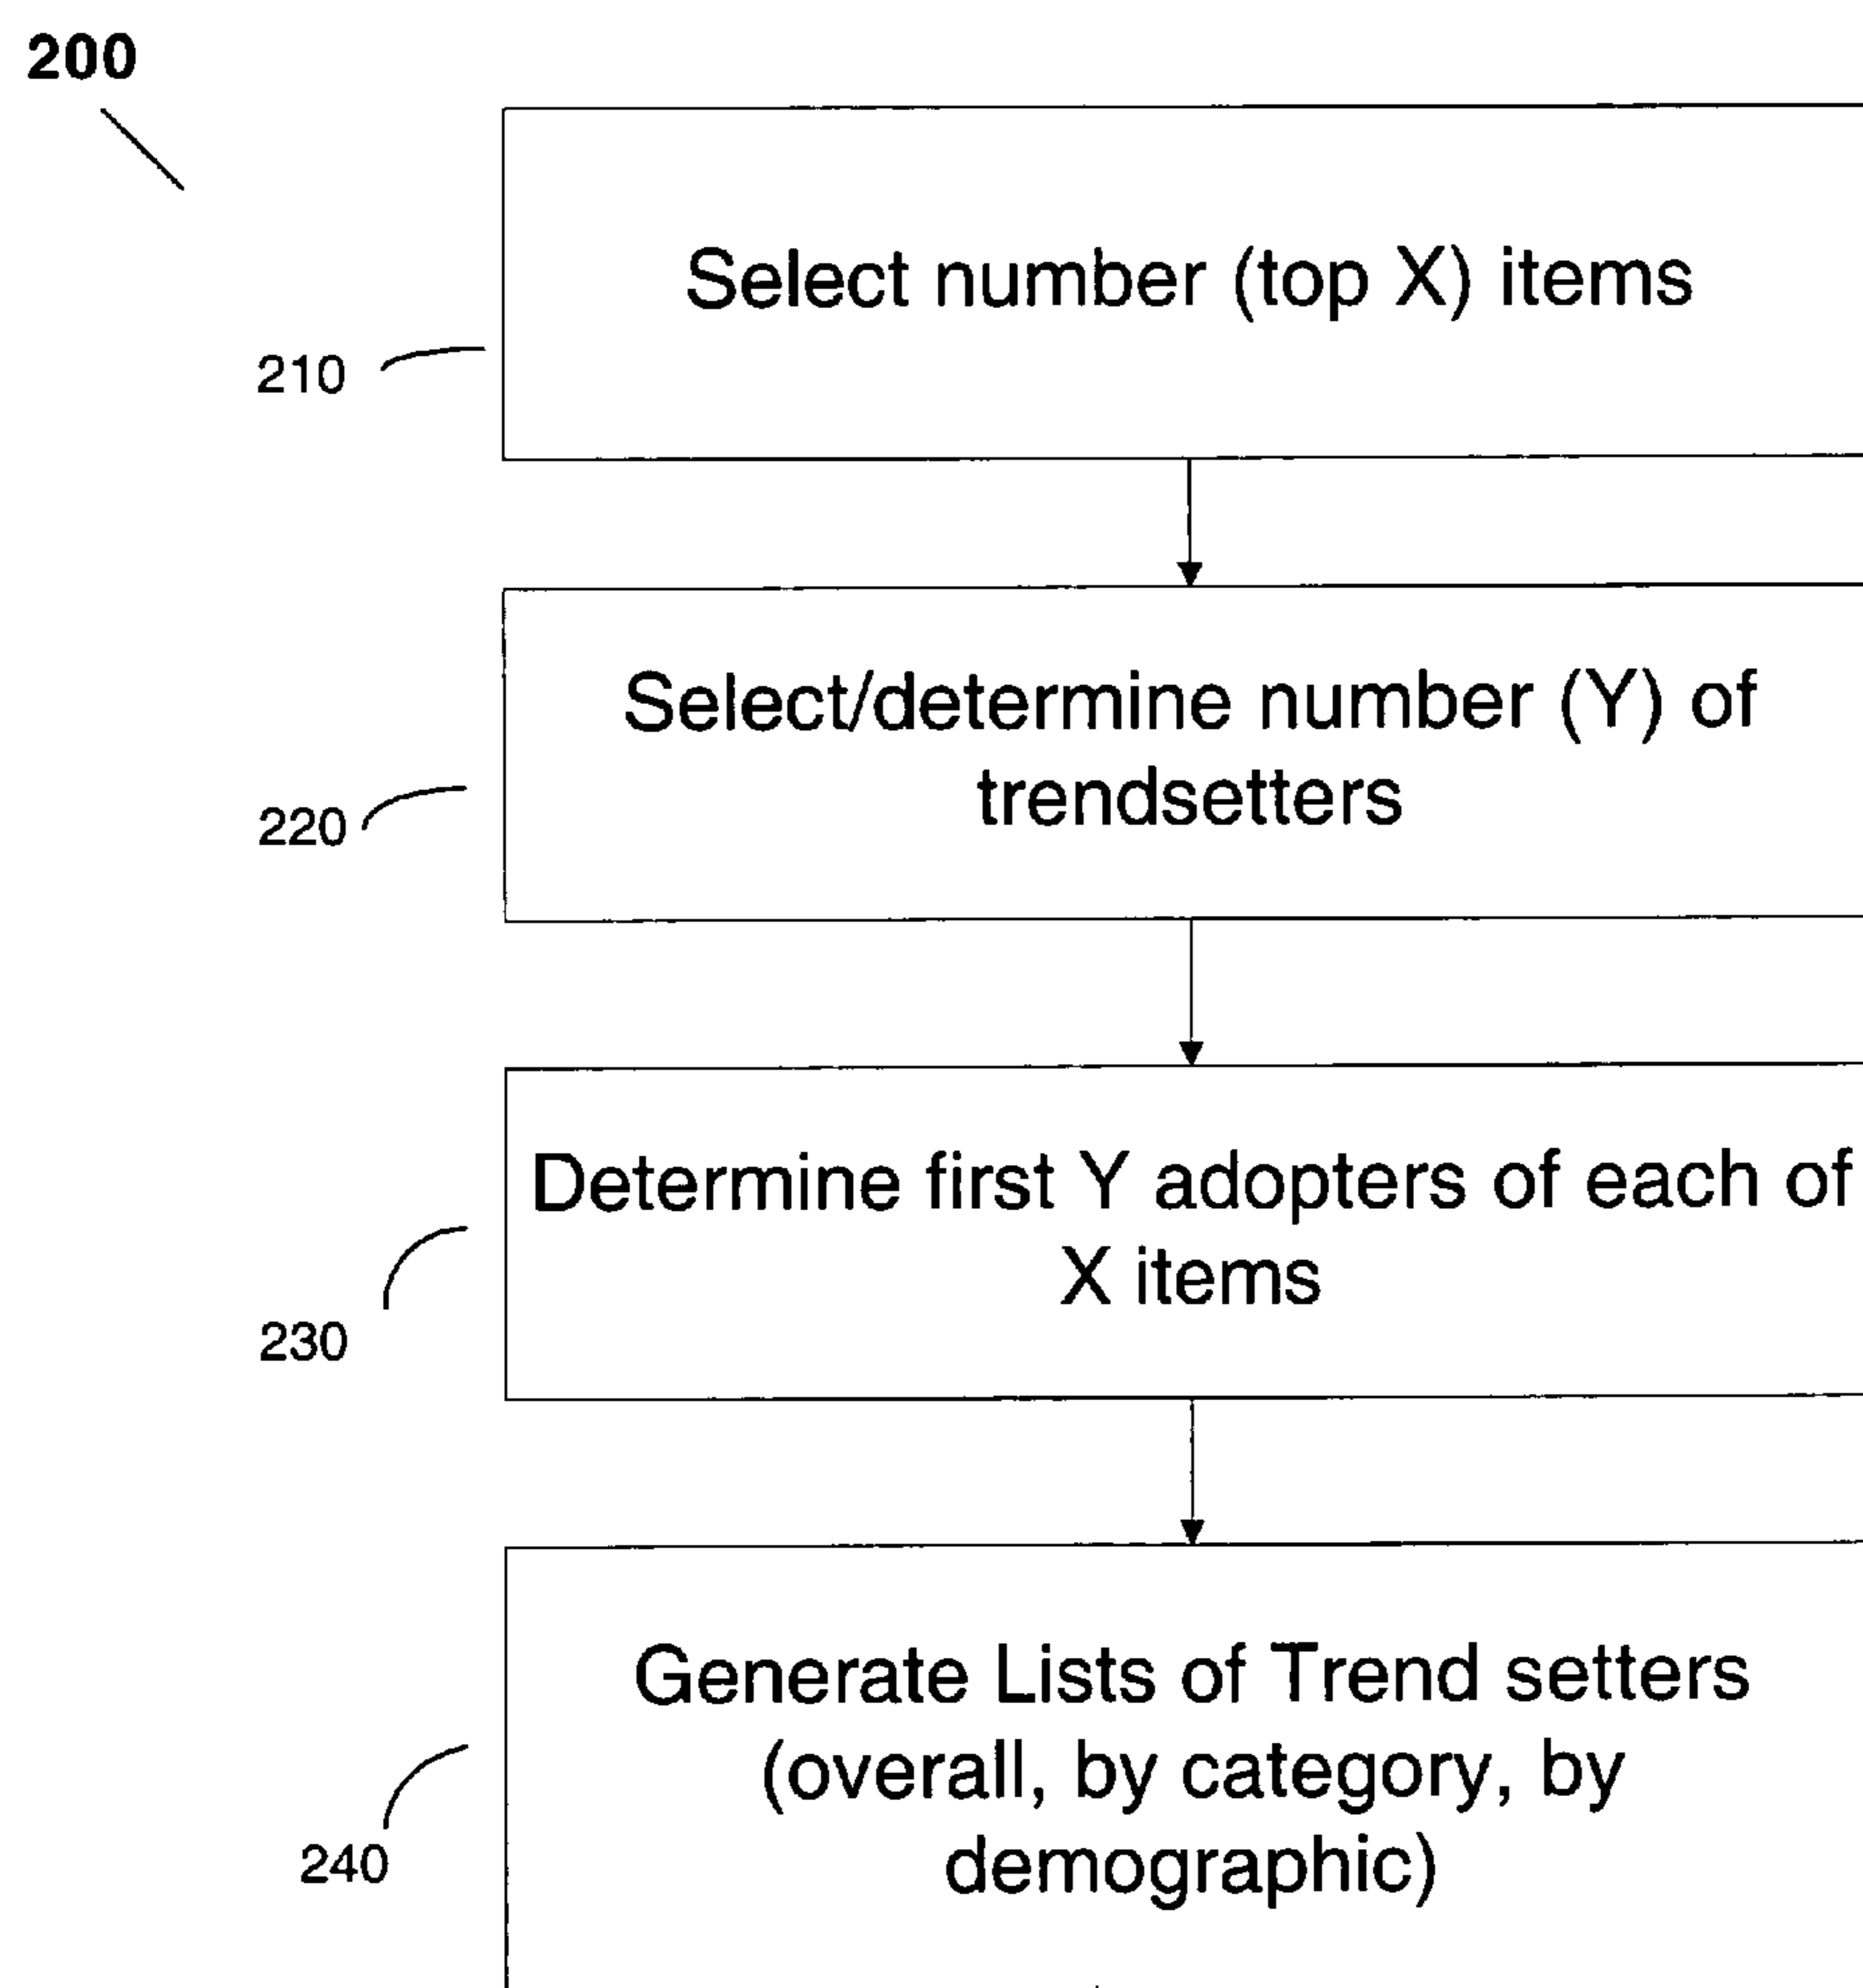 200
Select number (top X) items
210
Select/determine number (Y) of
trendsetters
220
Determine first Y adopters of each of
X items
230
Generate Lists of Trend setters
(overall, by category, by
demographic)
240